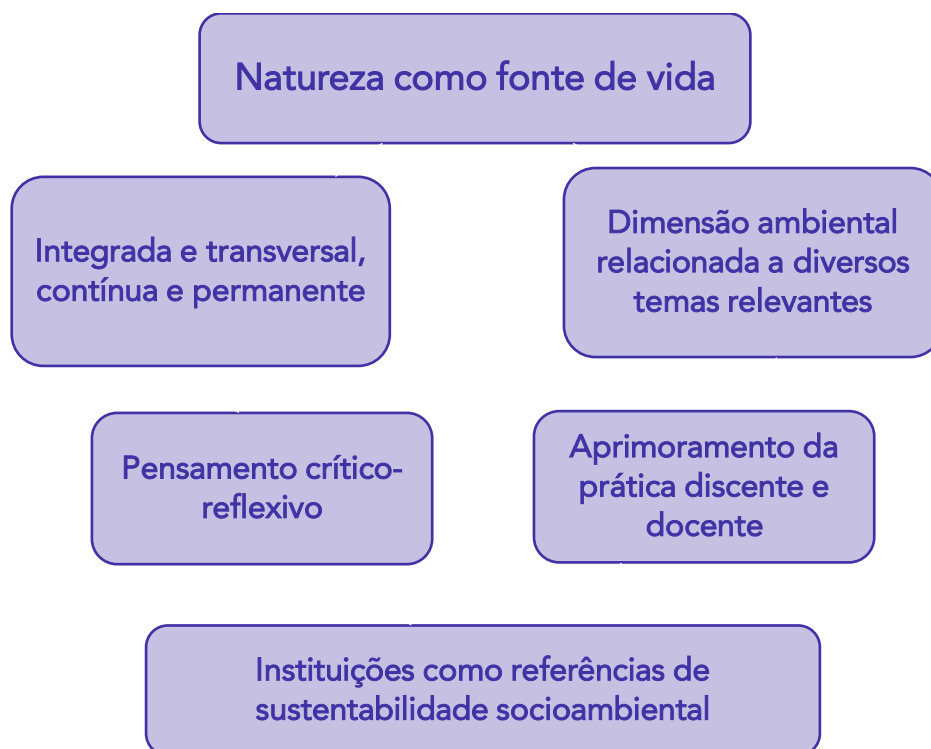 Natureza como fonte de vida
Integrada e transversal,
contínua e permanente
Dimensão ambiental
relacionada a diversos
temas relevantes
Pensamento crítico-
reflexivo
Aprimoramento da
prática discente e
docente
Instituições como referências de
sustentabilidade socioambiental